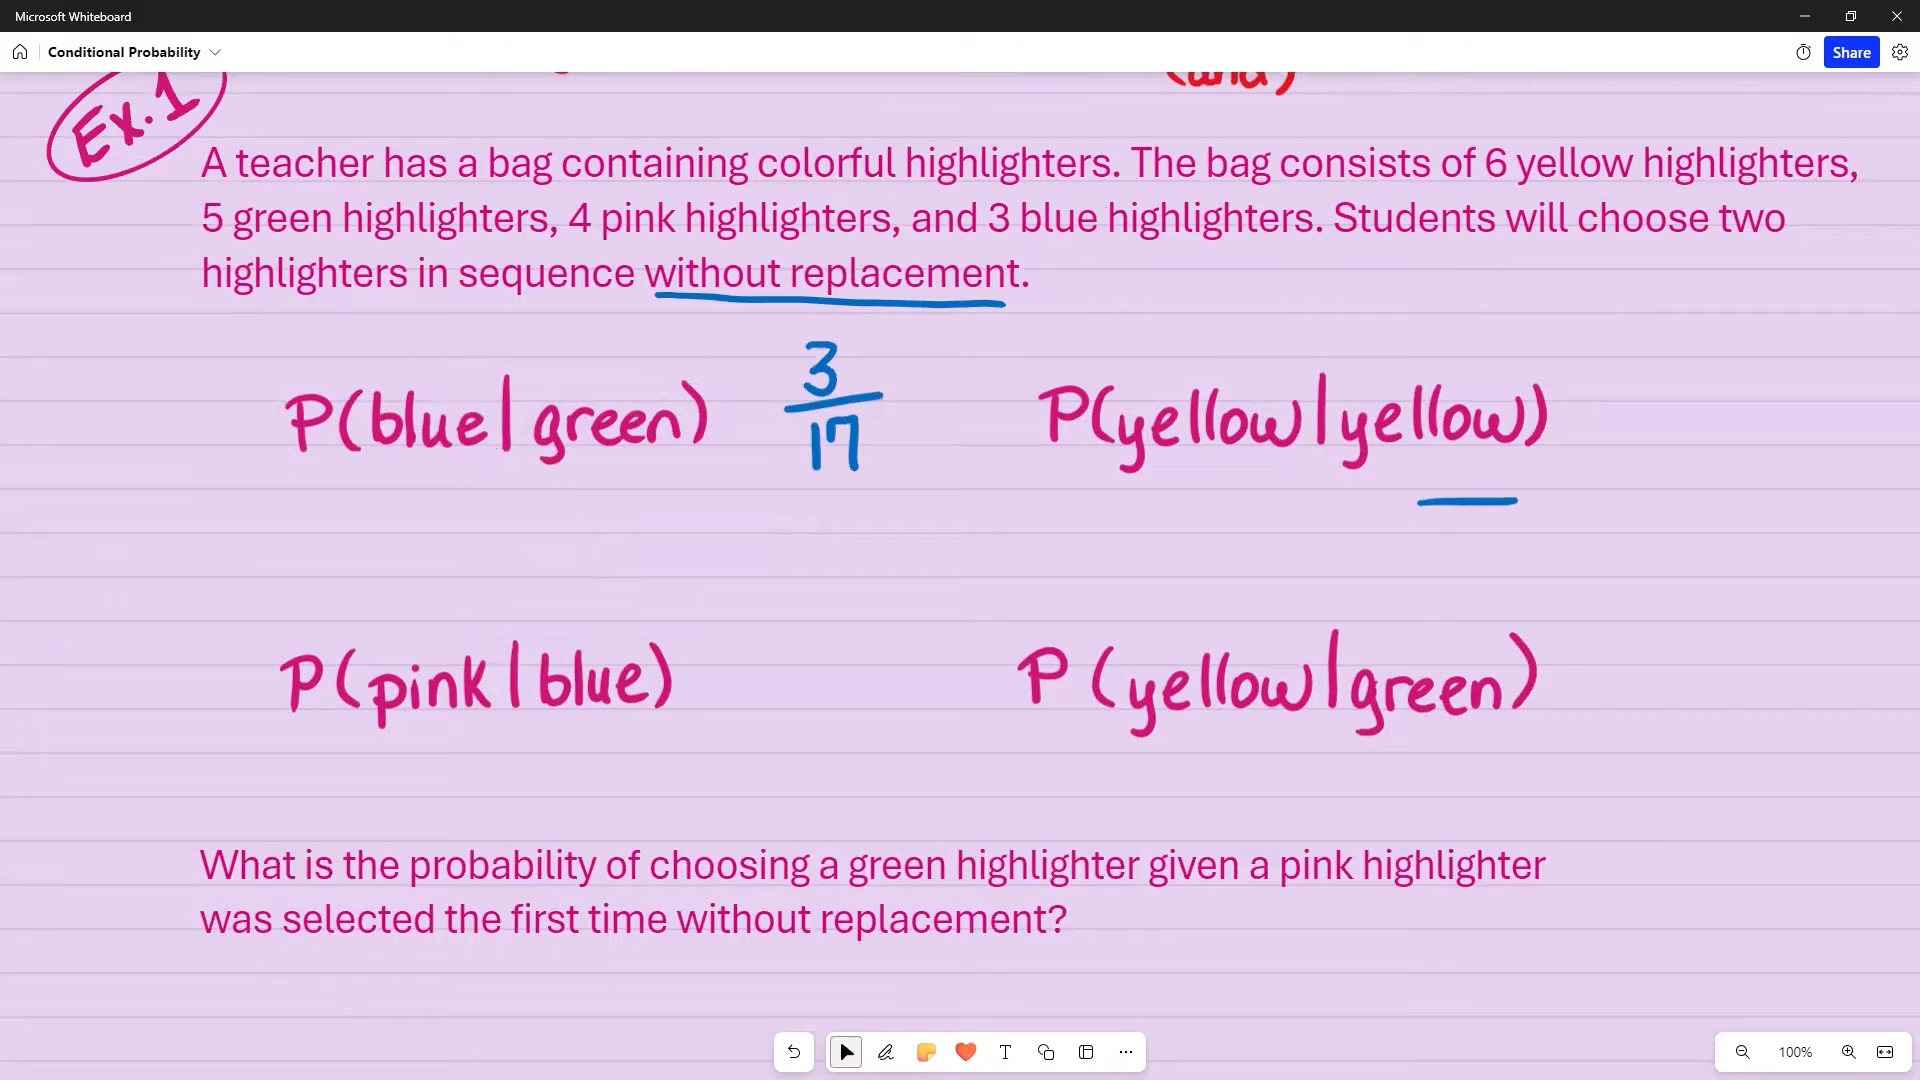 Microsoft Whiteboard
Conditional Probability
Share
(and)
Ex.1
A teacher has a bag containing colorful highlighters. The bag consists of 6 yellow highlighters,
5 green highlighters, 4 pink highlighters, and 3 blue highlighters. Students will choose two
highlighters in sequence without replacement.
P(blue|green) 3/17 P(yellow|yellow)
P(pink|blue) P(yellow|green)
What is the probability of choosing a green highlighter given a pink highlighter
was selected the first time without replacement?
100%